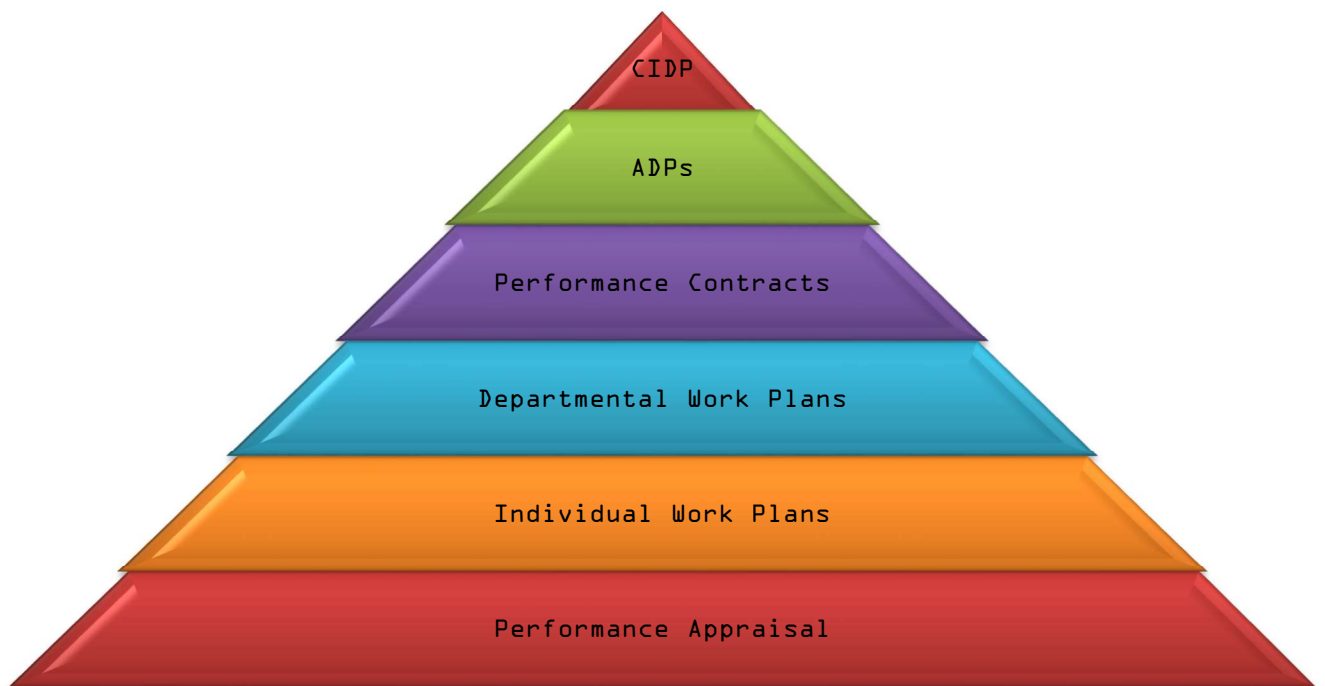 CIDP
ADPs
Performance Contracts
Departmental Work Plans
Individual Work Plans
Performance Appraisal